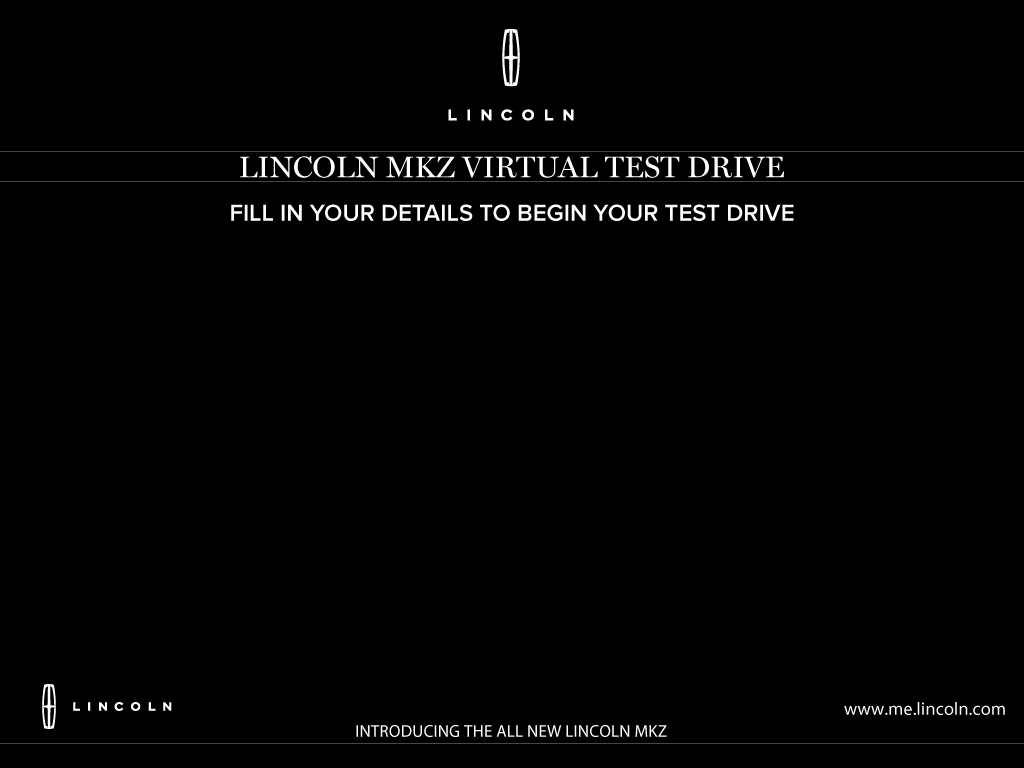 LINCOLN
LINCOLN MKZ VIRTUAL TEST DRIVE
FILL IN YOUR DETAILS TO BEGIN YOUR TEST DRIVE
LINCOLN
www.me.lincoln.com
INTRODUCING THE ALL NEW LINCOLN MKZ